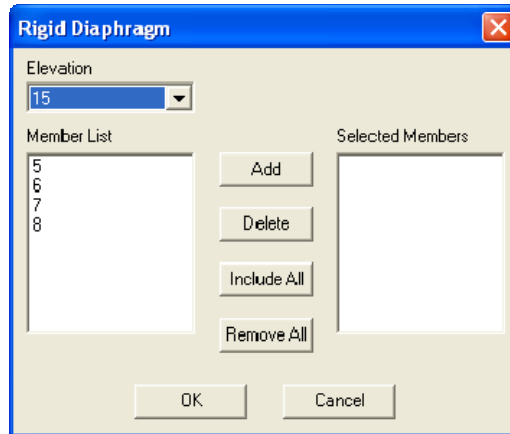 Rigid Diaphragm
Elevation
15
Member List
Selected Members
5
6
7
8
Add
Delete
Include All
Remove All
OK
Cancel